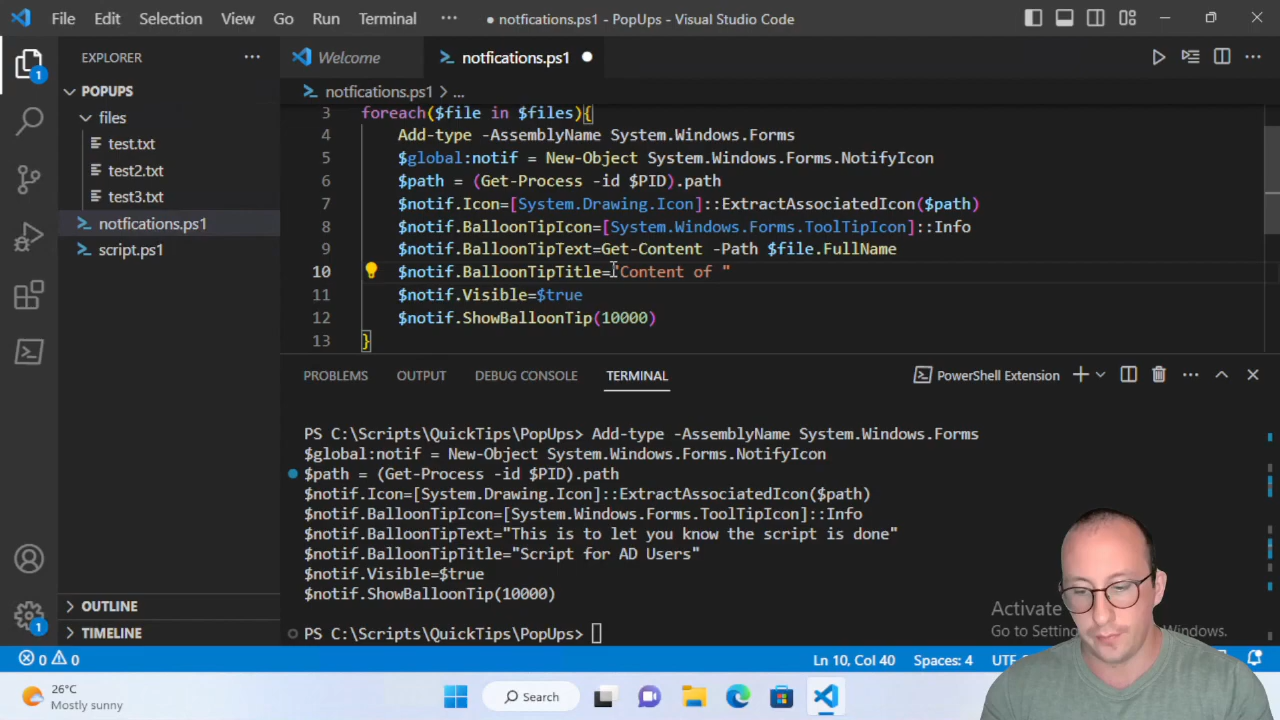 File Edit Selection View Go Run Terminal ··· ● notfications.ps1 - PopUps - Visual Studio Code
EXPLORER ···
Welcome
notfications.ps1 ●
POPUPS
files
test.txt
test2.txt
test3.txt
notfications.ps1
script.ps1
OUTLINE
TIMELINE
notfications.ps1 > ...
3 foreach($file in $files){
4 Add-type -AssemblyName System.Windows.Forms
5 $global:notif = New-Object System.Windows.Forms.NotifyIcon
6 $path = (Get-Process -id $PID).path
7 $notif.Icon=[System.Drawing.Icon]::ExtractAssociatedIcon($path)
8 $notif.BalloonTipIcon=[System.Windows.Forms.ToolTipIcon]::Info
9 $notif.BalloonTipText=Get-Content -Path $file.FullName
10 $notif.BalloonTipTitle="Content of "
11 $notif.Visible=$true
12 $notif.ShowBalloonTip(10000)
13 }
PROBLEMS OUTPUT DEBUG CONSOLE TERMINAL PowerShell Extension
PS C:\Scripts\QuickTips\PopUps> Add-type -AssemblyName System.Windows.Forms
$global:notif = New-Object System.Windows.Forms.NotifyIcon
$path = (Get-Process -id $PID).path
$notif.Icon=[System.Drawing.Icon]::ExtractAssociatedIcon($path)
$notif.BalloonTipIcon=[System.Windows.Forms.ToolTipIcon]::Info
$notif.BalloonTipText="This is to let you know the script is done"
$notif.BalloonTipTitle="Script for AD Users"
$notif.Visible=$true
$notif.ShowBalloonTip(10000)
PS C:\Scripts\QuickTips\PopUps>
Activate
Go to Setting Windows.
1
1
0 0 Ln 10, Col 40 Spaces: 4 UTF
26°C
Mostly sunny
Search